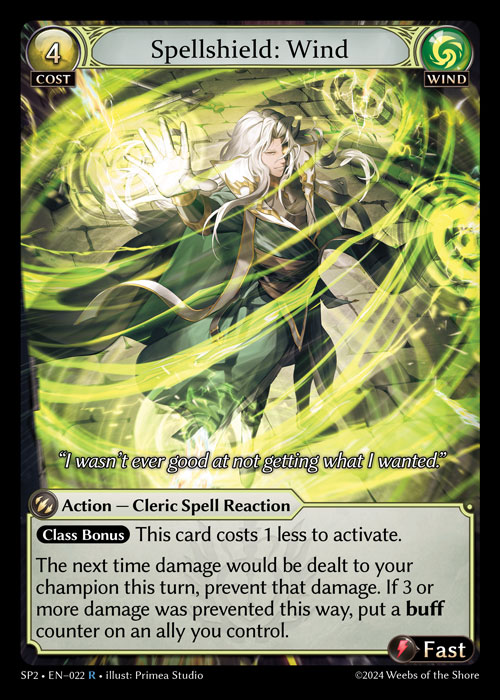 4
COST
Spellshield: Wind
WIND
“I wasn’t ever good at not getting what I wanted.”
Action — Cleric Spell Reaction
Class Bonus This card costs 1 less to activate.
The next time damage would be dealt to your
champion this turn, prevent that damage. If 3 or
more damage was prevented this way, put a buff
counter on an ally you control.
Fast
SP2 • EN–022 R • illust: Primea Studio
©2024 Weebs of the Shore